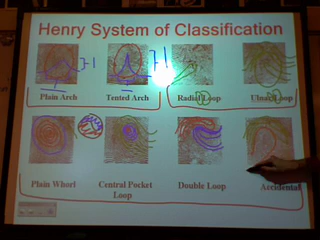 Henry System of Classification
Plain Arch Tented Arch Radial Loop Ulnar Loop
Plain Whorl Central Pocket Double Loop Accidental
Loop